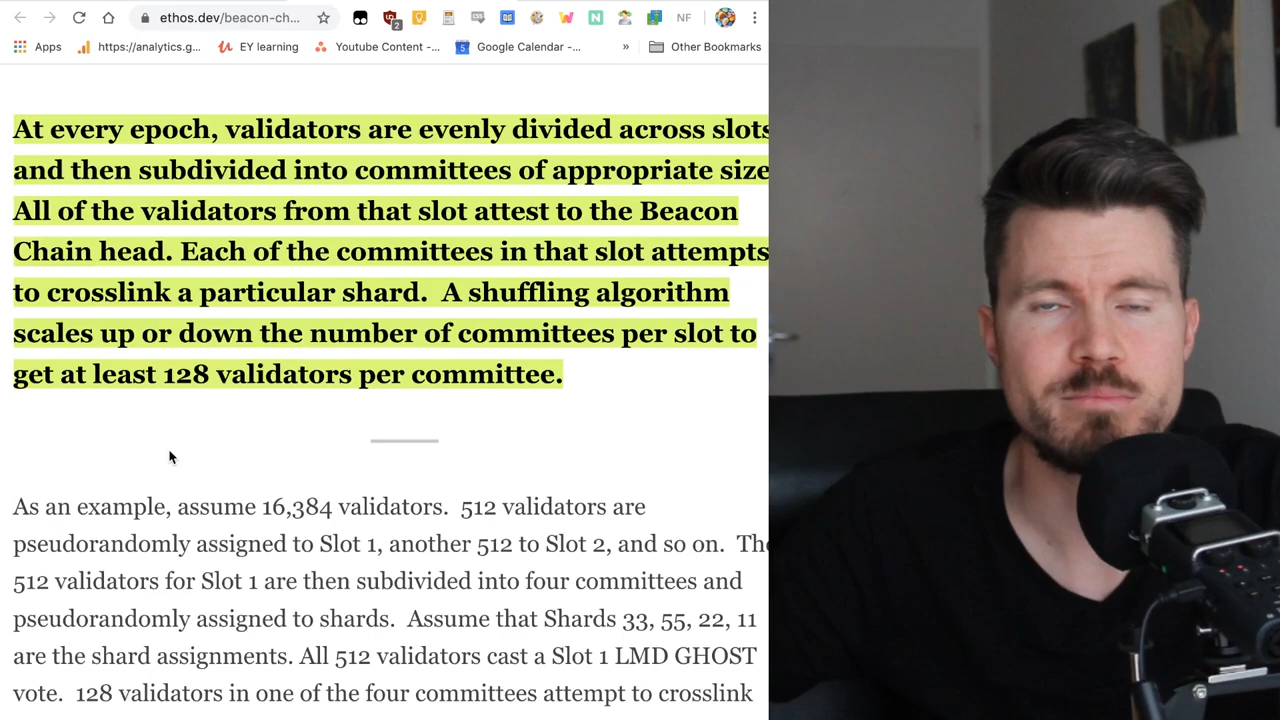 ethos.dev/beacon-ch...
2
NF
Apps
https://analytics.g...
EY learning
Youtube Content -...
5
Google Calendar -...
»
Other Bookmarks
At every epoch, validators are evenly divided across slots
and then subdivided into committees of appropriate size
All of the validators from that slot attest to the Beacon
Chain head. Each of the committees in that slot attempts
to crosslink a particular shard.  A shuffling algorithm
scales up or down the number of committees per slot to
get at least 128 validators per committee.
As an example, assume 16,384 validators.  512 validators are
pseudorandomly assigned to Slot 1, another 512 to Slot 2, and so on.  The
512 validators for Slot 1 are then subdivided into four committees and
pseudorandomly assigned to shards.  Assume that Shards 33, 55, 22, 11
are the shard assignments. All 512 validators cast a Slot 1 LMD GHOST
vote.  128 validators in one of the four committees attempt to crosslink